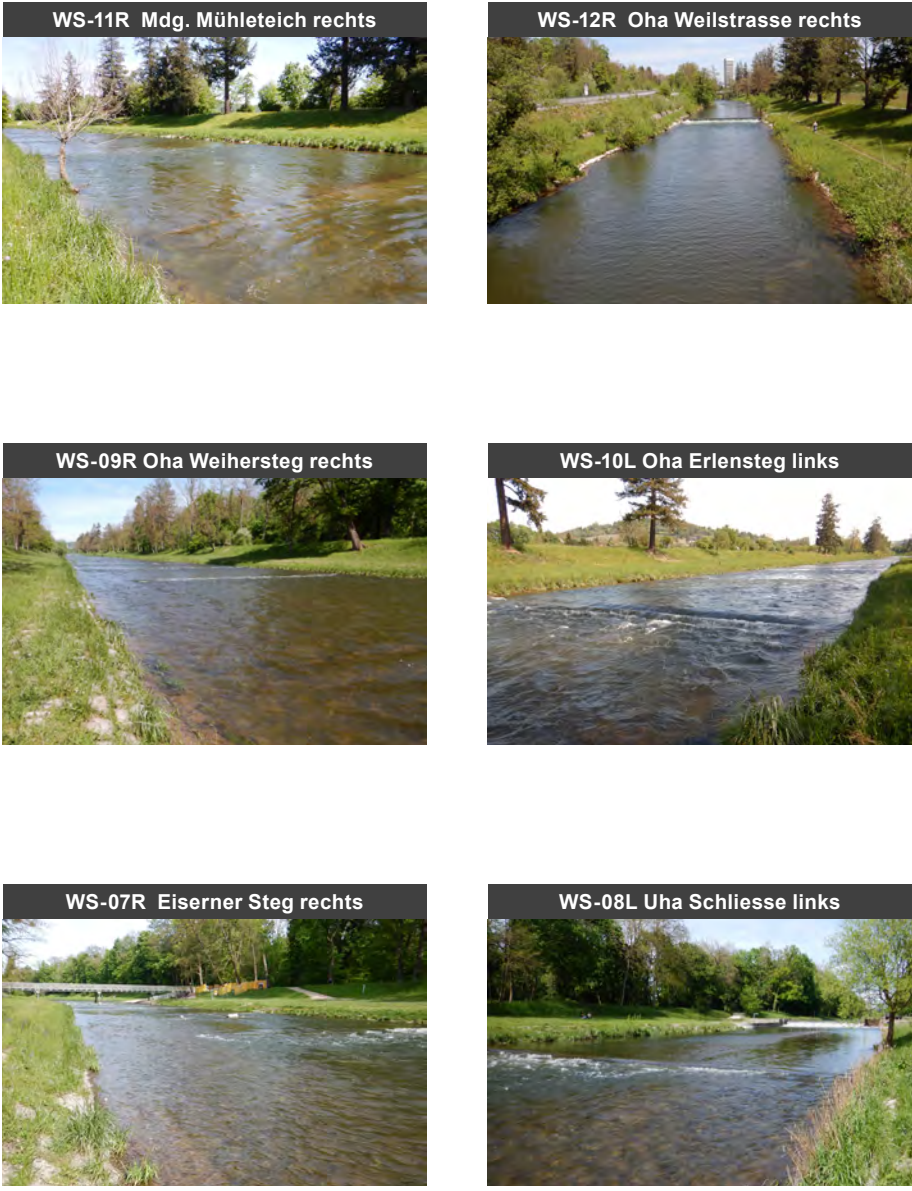 WS-11R Mdg. Mühleteich rechts
WS-12R Oha Weilstrasse rechts
WS-09R Oha Weihersteg rechts
WS-10L Oha Erlensteg links
WS-07R Eiserner Steg rechts
WS-08L Uha Schliesse links